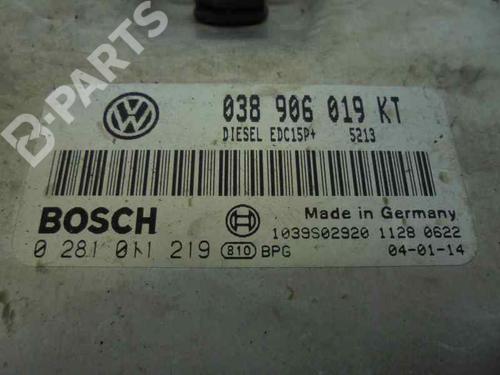 B-PARTS
038 906 019 KT
DIESEL EDC15P+ 5213
BOSCH
Made in Germany
0 281 011 219
810 BPG
1039S02920 1128 0622
04-01-14